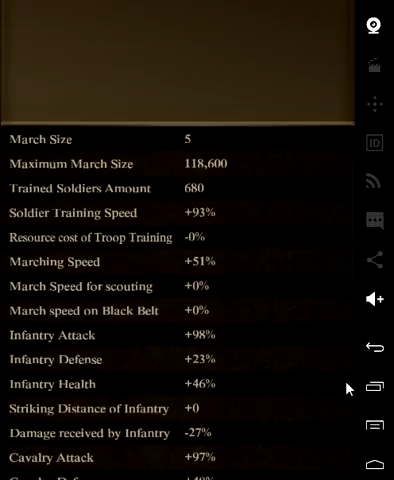 March Size 5
Maximum March Size 118,600
Trained Soldiers Amount 680
Soldier Training Speed +93%
Resource cost of Troop Training -0%
Marching Speed +51%
March Speed for scouting +0%
March speed on Black Belt +0%
Infantry Attack +98%
Infantry Defense +23%
Infantry Health +46%
Striking Distance of Infantry +0
Damage received by Infantry -27%
Cavalry Attack +97%
ID